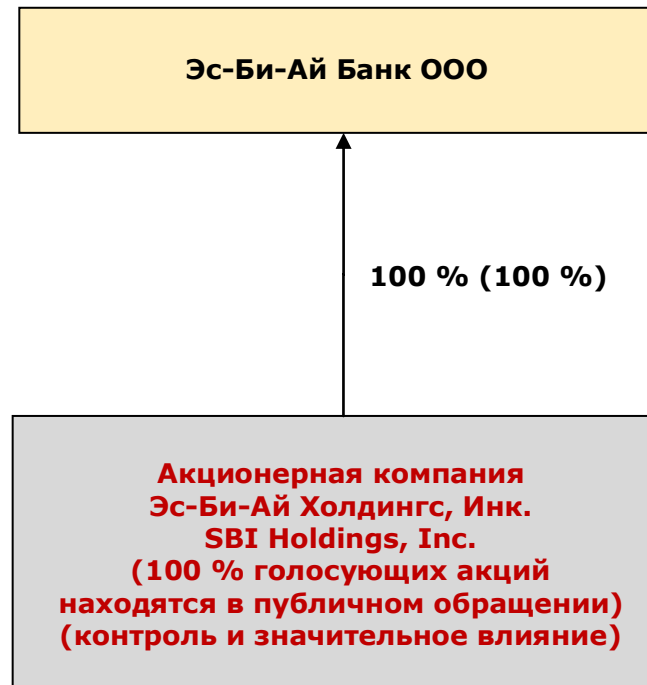 Эс-Би-Ай Банк ООО
100 % (100 %)
Акционерная компания
Эс-Би-Ай Холдингс, Инк.
SBI Holdings, Inc.
(100 % голосующих акций
находятся в публичном обращении)
(контроль и значительное влияние)